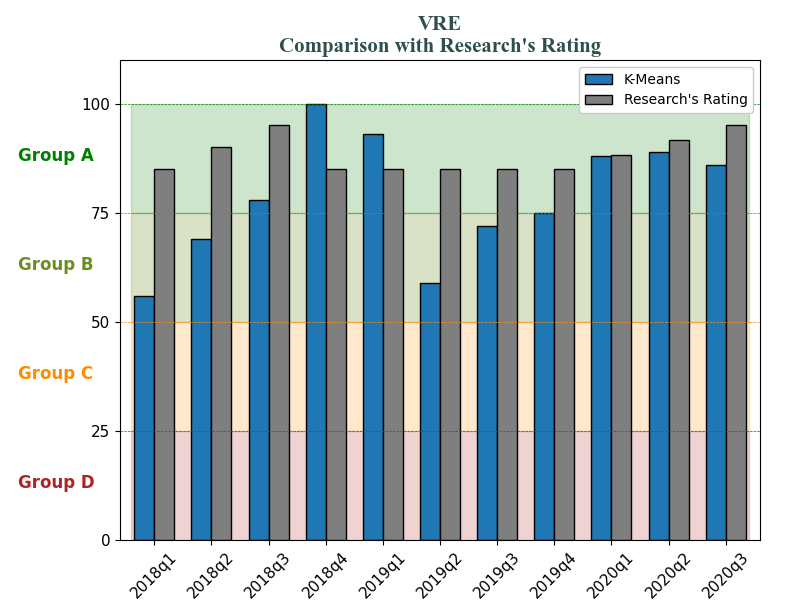 VRE
Comparison with Research's Rating
K-Means
Research's Rating
100
Group A
75
Group B
50
Group C
25
Group D
0
2018q1
2018q2
2018q3
2018q4
2019q1
2019q2
2019q3
2019q4
2020q1
2020q2
2020q3